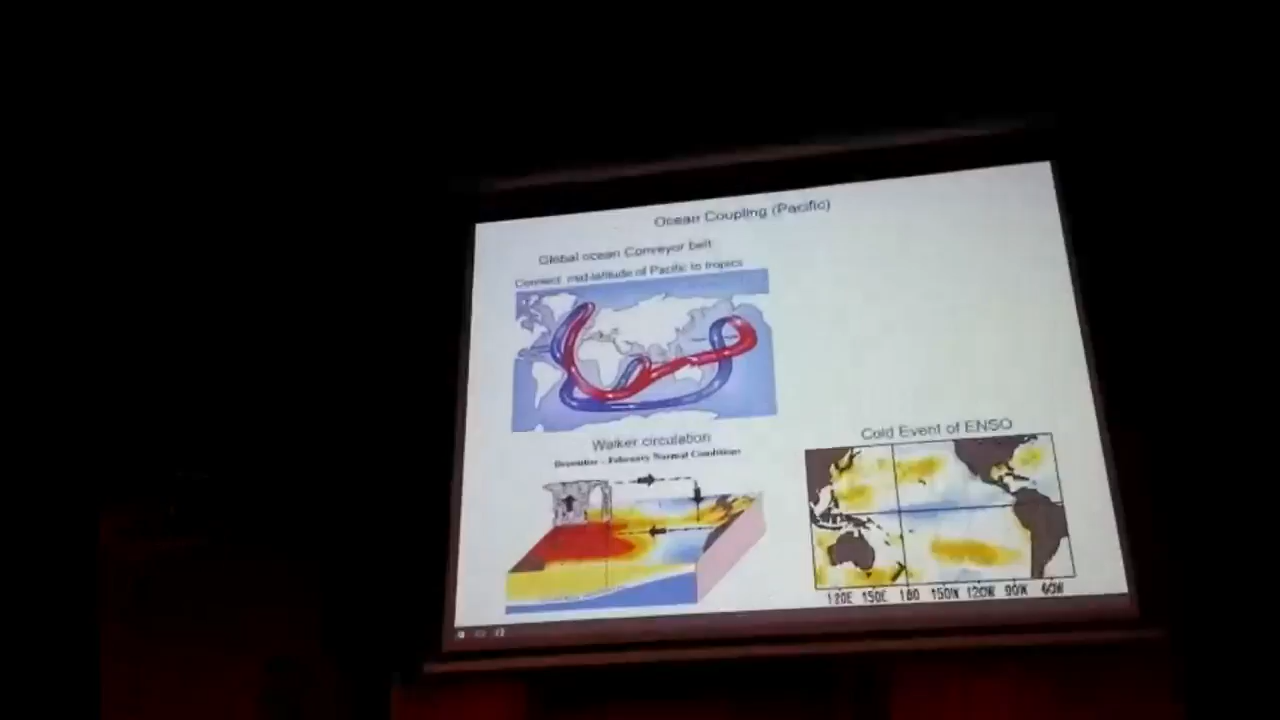 Ocean Coupling (Pacific)
Global ocean Conveyor belt
Connect mid-latitude of Pacific to tropics
Walker circulation
December - February Normal Conditions
Cold Event of ENSO
120E 150E 180 150W 120W 90W 60W